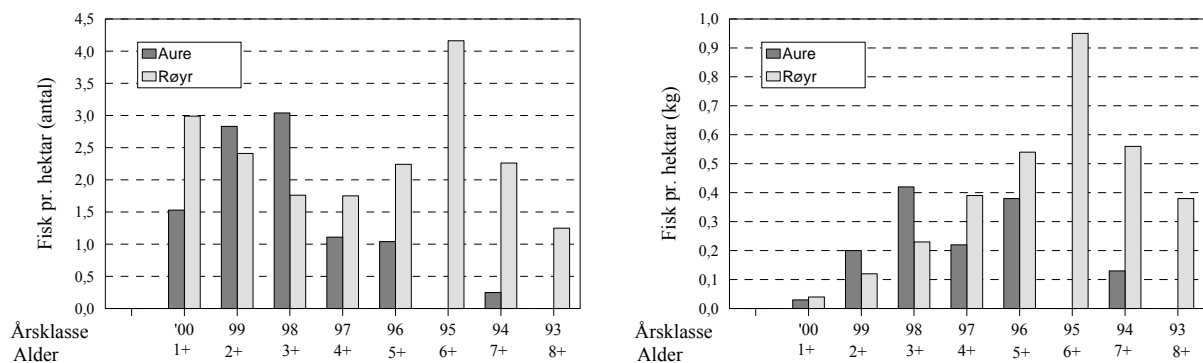 4,5
4,0
3,5
3,0
2,5
2,0
1,5
1,0
0,5
0,0
Fisk pr. hektar (antal)
Aure
Røyr
Årsklasse '00 99 98 97 96 95 94 93
Alder 1+ 2+ 3+ 4+ 5+ 6+ 7+ 8+
1,0
0,9
0,8
0,7
0,6
0,5
0,4
0,3
0,2
0,1
0,0
Fisk pr. hektar (kg)
Aure
Røyr
Årsklasse '00 99 98 97 96 95 94 93
Alder 1+ 2+ 3+ 4+ 5+ 6+ 7+ 8+